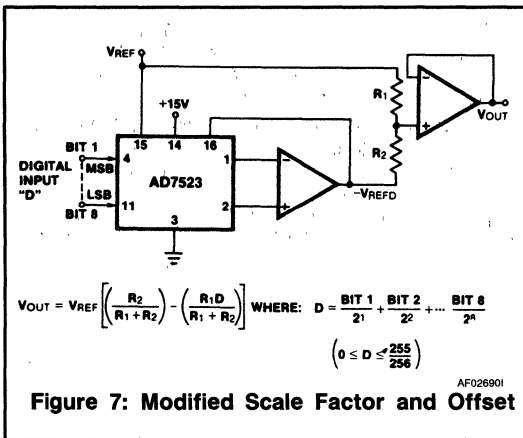 VREF
+15V
R1
VOUT
15 14 16
BIT 1
MSB
4
1
DIGITAL
INPUT
"D"
AD7523
R2
LSB
BIT 8
11
2
-VREFD
3
VOUT = VREF [(R2 / R1 + R2) - (R1D / R1 + R2)] WHERE: D = BIT 1 / 2^1 + BIT 2 / 2^2 + ... BIT 8 / 2^8
(0 ≤ D ≤ 255 / 256)
AF02690I
Figure 7: Modified Scale Factor and Offset